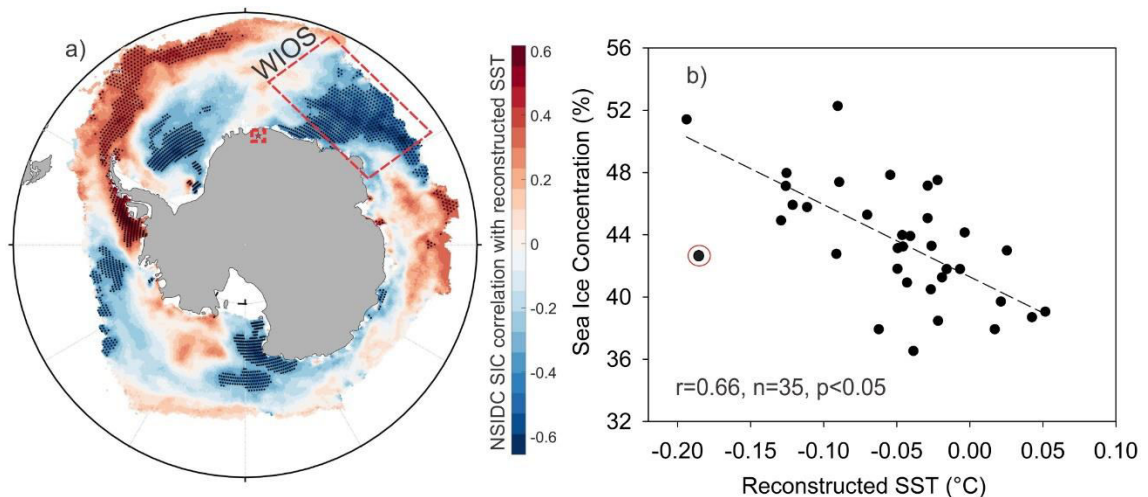 a)
WIOS
NSIDC SIC correlation with reconstructed SST
0.6
0.4
0.2
0
-0.2
-0.4
-0.6
b)
Sea Ice Concentration (%)
56
52
48
44
40
36
32
r=0.66, n=35, p<0.05
-0.20 -0.15 -0.10 -0.05 0.00 0.05 0.10
Reconstructed SST (°C)